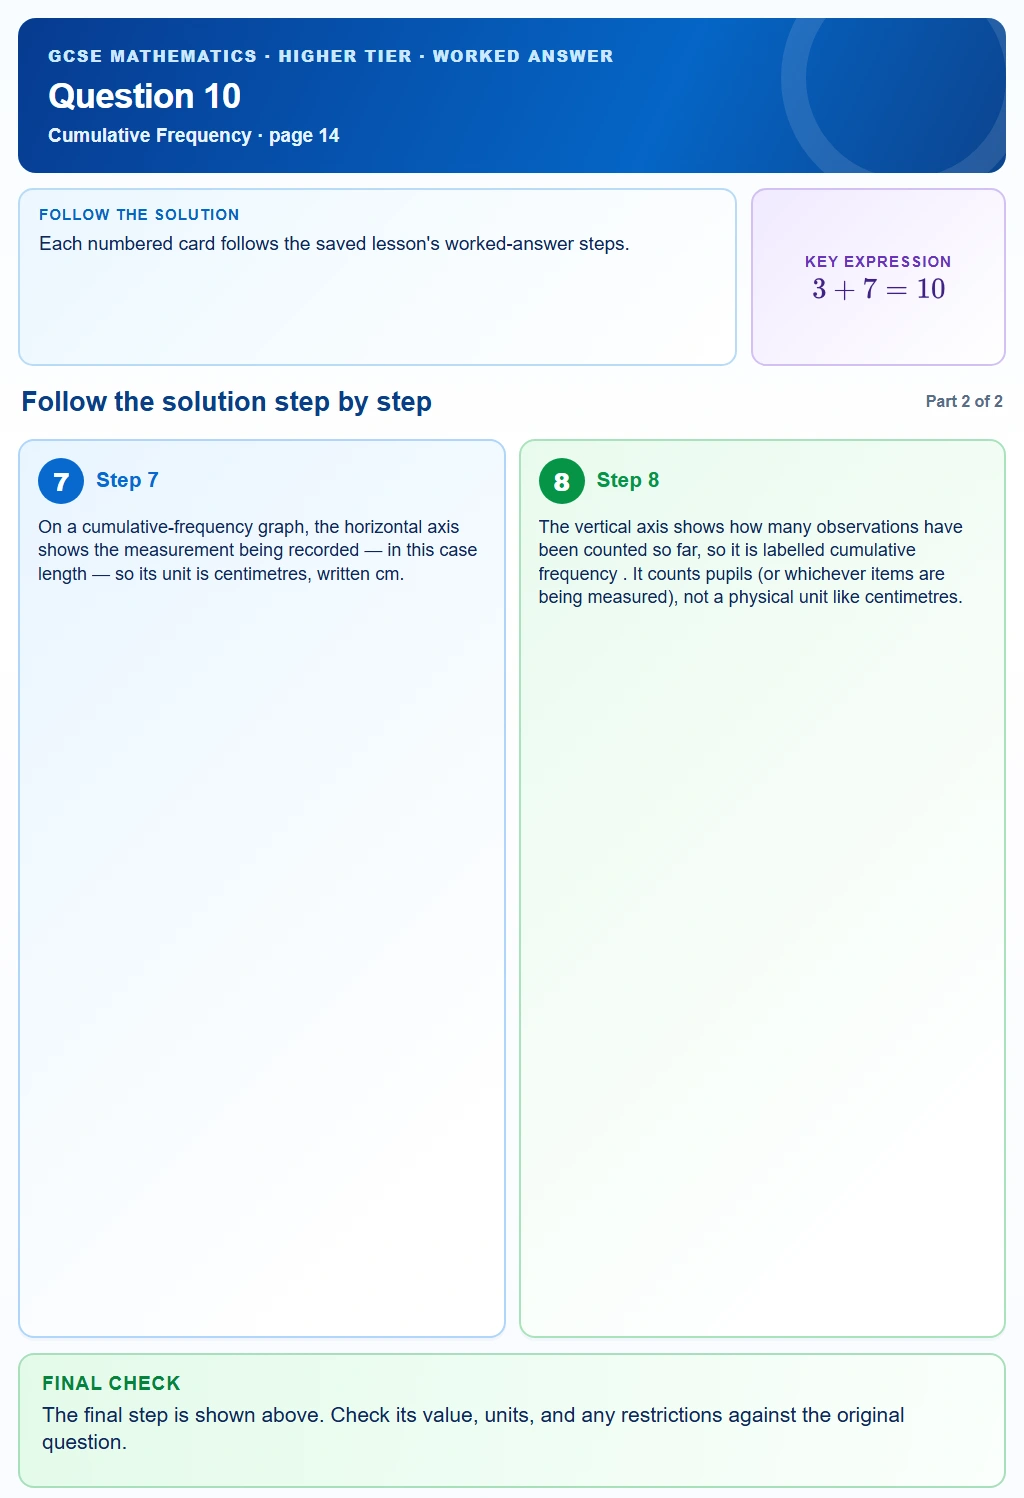 GCSE MATHEMATICS · HIGHER TIER · WORKED ANSWER
Question 10
Cumulative Frequency · page 14
FOLLOW THE SOLUTION
Each numbered card follows the saved lesson's worked-answer steps.
KEY EXPRESSION
3 + 7 = 10
Follow the solution step by step
Part 2 of 2
7 Step 7
On a cumulative-frequency graph, the horizontal axis
shows the measurement being recorded — in this case
length — so its unit is centimetres, written cm.
8 Step 8
The vertical axis shows how many observations have
been counted so far, so it is labelled cumulative
frequency . It counts pupils (or whichever items are
being measured), not a physical unit like centimetres.
FINAL CHECK
The final step is shown above. Check its value, units, and any restrictions against the original
question.